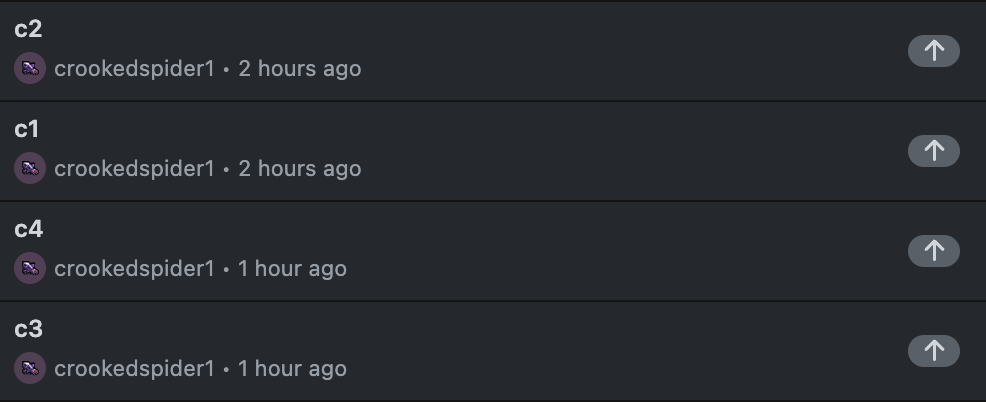 c2
crookedspider1 • 2 hours ago
c1
crookedspider1 • 2 hours ago
c4
crookedspider1 • 1 hour ago
c3
crookedspider1 • 1 hour ago